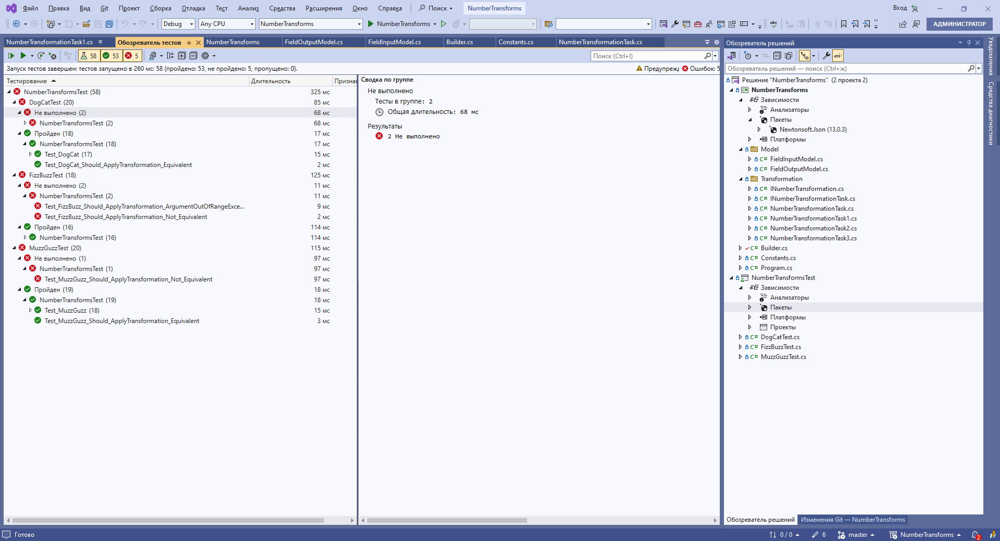 Файл Правка Вид Git Проект Сборка Отладка Тест Анализ Средства Расширения Окно Справка Поиск NumberTransforms Вход
Debug Any CPU NumberTransforms NumberTransforms АДМИНИСТРАТОР
NumberTransformationTask1.cs Обозреватель тестов NumberTransforms FieldOutputModel.cs FieldInputModel.cs Builder.cs Constants.cs NumberTransformationTask.cs
58 53 5 Поиск (Ctrl+I)
Запуск тестов завершен: тестов запущено в 260 мс: 58 (пройдено: 53, не пройдено: 5, пропущено: 0). Предупрежд Ошибок: 5
Тестирование Длительность Призна
NumberTransformsTest (58) 325 мс
DogCatTest (20) 85 мс
Не выполнено (2) 68 мс
NumberTransformsTest (2) 68 мс
Пройден (18) 17 мс
NumberTransformsTest (18) 17 мс
Test_DogCat (17) 15 мс
Test_DogCat_Should_ApplyTransformation_Equivalent 2 мс
FizzBuzzTest (18) 125 мс
Не выполнено (2) 11 мс
NumberTransformsTest (2) 11 мс
Test_FizzBuzz_Should_ApplyTransformation_ArgumentOutOfRangeExce... 9 мс
Test_FizzBuzz_Should_ApplyTransformation_Not_Equivalent 2 мс
Пройден (16) 114 мс
NumberTransformsTest (16) 114 мс
MuzzGuzzTest (20) 115 мс
Не выполнено (1) 97 мс
NumberTransformsTest (1) 97 мс
Test_MuzzGuzz_Should_ApplyTransformation_Not_Equivalent 97 мс
Пройден (19) 18 мс
NumberTransformsTest (19) 18 мс
Test_MuzzGuzz (18) 15 мс
Test_MuzzGuzz_Should_ApplyTransformation_Equivalent 3 мс
Сводка по группе
Не выполнено
Тесты в группе: 2
Общая длительность: 68 мс
Результаты
2 Не выполнено
Обозреватель решений
Обозреватель решений — поиск (Ctrl+ж)
Решение "NumberTransforms" (2 проекта 2)
NumberTransforms
Зависимости
Анализаторы
Пакеты
Newtonsoft.Json (13.0.3)
Платформы
Model
C# FieldInputModel.cs
C# FieldOutputModel.cs
Transformation
C# INumberTransformation.cs
C# INumberTransformationTask.cs
C# NumberTransformationTask.cs
C# NumberTransformationTask1.cs
C# NumberTransformationTask2.cs
C# NumberTransformationTask3.cs
C# Builder.cs
C# Constants.cs
C# Program.cs
NumberTransformsTest
Зависимости
Анализаторы
Пакеты
Платформы
Проекты
C# DogCatTest.cs
C# FizzBuzzTest.cs
C# MuzzGuzzTest.cs
Обозреватель решений Изменения Git — NumberTransforms
Уведомления
Средства диагностики
Готово 0 / 0 6 master NumberTransforms 2